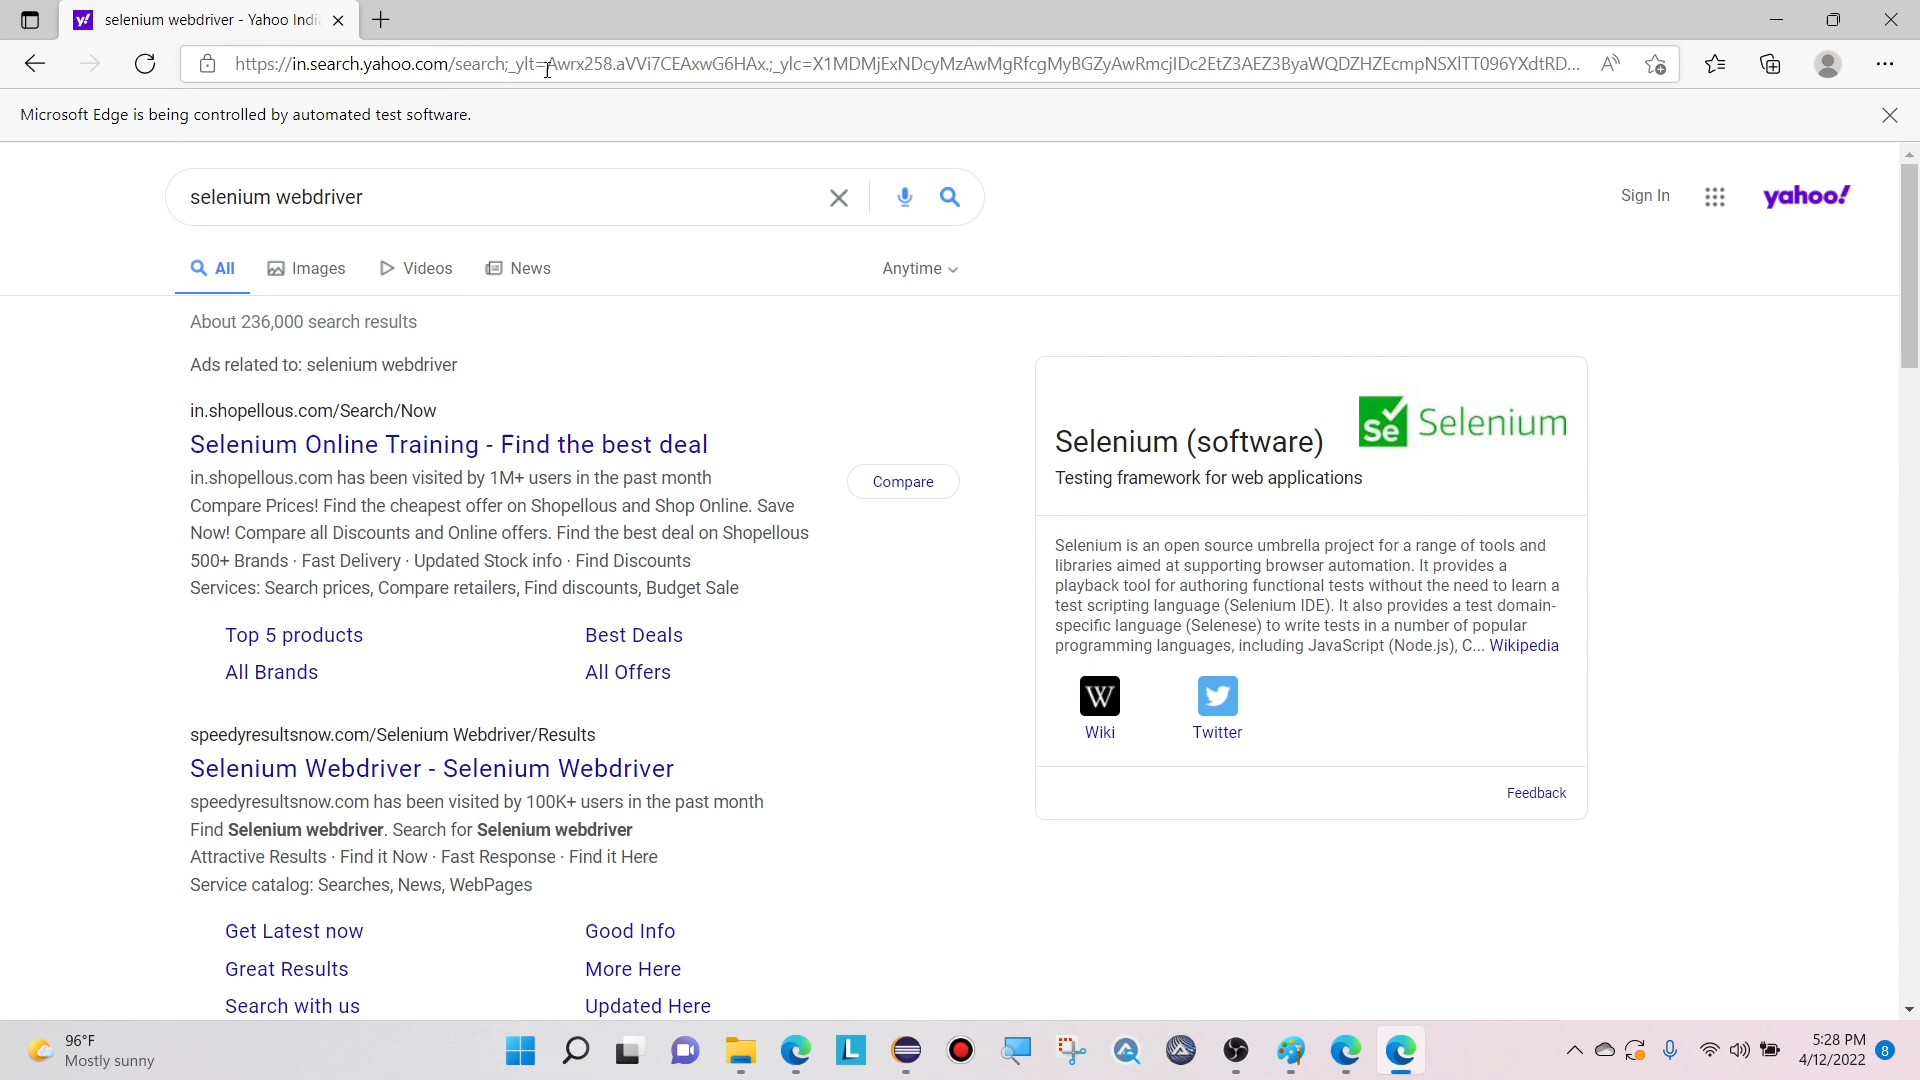 selenium webdriver - Yahoo Indi
https://in.search.yahoo.com/search;_ylt=Awrx258.aVVi7CEAxwG6HAx.;_ylc=X1MDMjExNDcyMzAwMgRfcgMyBGZyAwRmcjIDc2EtZ3AEZ3ByaWQDZHZEcmpNSXlTT096YXdtRD...
Microsoft Edge is being controlled by automated test software.
selenium webdriver
Sign In
yahoo!
All Images Videos News Anytime
About 236,000 search results
Ads related to: selenium webdriver
in.shopellous.com/Search/Now
Selenium Online Training - Find the best deal
in.shopellous.com has been visited by 1M+ users in the past month
Compare Prices! Find the cheapest offer on Shopellous and Shop Online. Save
Now! Compare all Discounts and Online offers. Find the best deal on Shopellous
500+ Brands · Fast Delivery · Updated Stock info · Find Discounts
Services: Search prices, Compare retailers, Find discounts, Budget Sale
Compare
Top 5 products Best Deals
All Brands All Offers
speedyresultsnow.com/Selenium Webdriver/Results
Selenium Webdriver - Selenium Webdriver
speedyresultsnow.com has been visited by 100K+ users in the past month
Find Selenium webdriver. Search for Selenium webdriver
Attractive Results · Find it Now · Fast Response · Find it Here
Service catalog: Searches, News, WebPages
Get Latest now Good Info
Great Results More Here
Search with us Updated Here
Selenium (software)
Se Selenium
Testing framework for web applications
Selenium is an open source umbrella project for a range of tools and
libraries aimed at supporting browser automation. It provides a
playback tool for authoring functional tests without the need to learn a
test scripting language (Selenium IDE). It also provides a test domain-
specific language (Selenese) to write tests in a number of popular
programming languages, including JavaScript (Node.js), C... Wikipedia
W
Wiki Twitter
Feedback
96°F
Mostly sunny
L
5:28 PM
4/12/2022
8